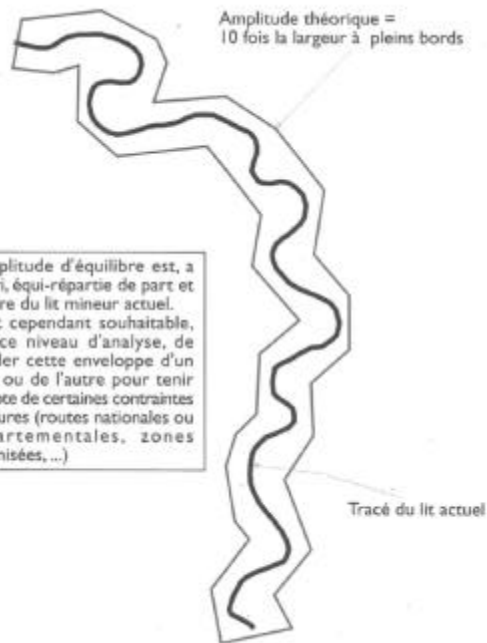 Amplitude théorique =
10 fois la largeur à pleins bords
plitude d'équilibre est, a
i, équi-répartie de part et
re du lit mineur actuel.
t cependant souhaitable,
ce niveau d'analyse, de
ler cette enveloppe d'un
ou de l'autre pour tenir
pte de certaines contraintes
ures (routes nationales ou
artementales, zones
nisées, ...)
Tracé du lit actuel